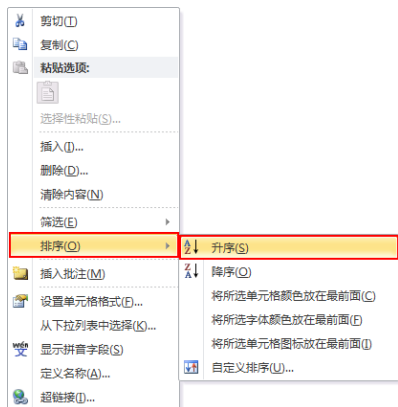 剪切(T)
复制(C)
粘贴选项:
选择性粘贴(S)...
插入(I)...
删除(D)...
清除内容(N)
筛选(E)
排序(O)
插入批注(M)
设置单元格格式(F)...
从下拉列表中选择(K)...
wén
文 显示拼音字段(S)
定义名称(A)...
超链接(I)...
A
Z 升序(S)
Z
A 降序(O)
将所选单元格颜色放在最前面(C)
将所选字体颜色放在最前面(F)
将所选单元格图标放在最前面(I)
自定义排序(U)...